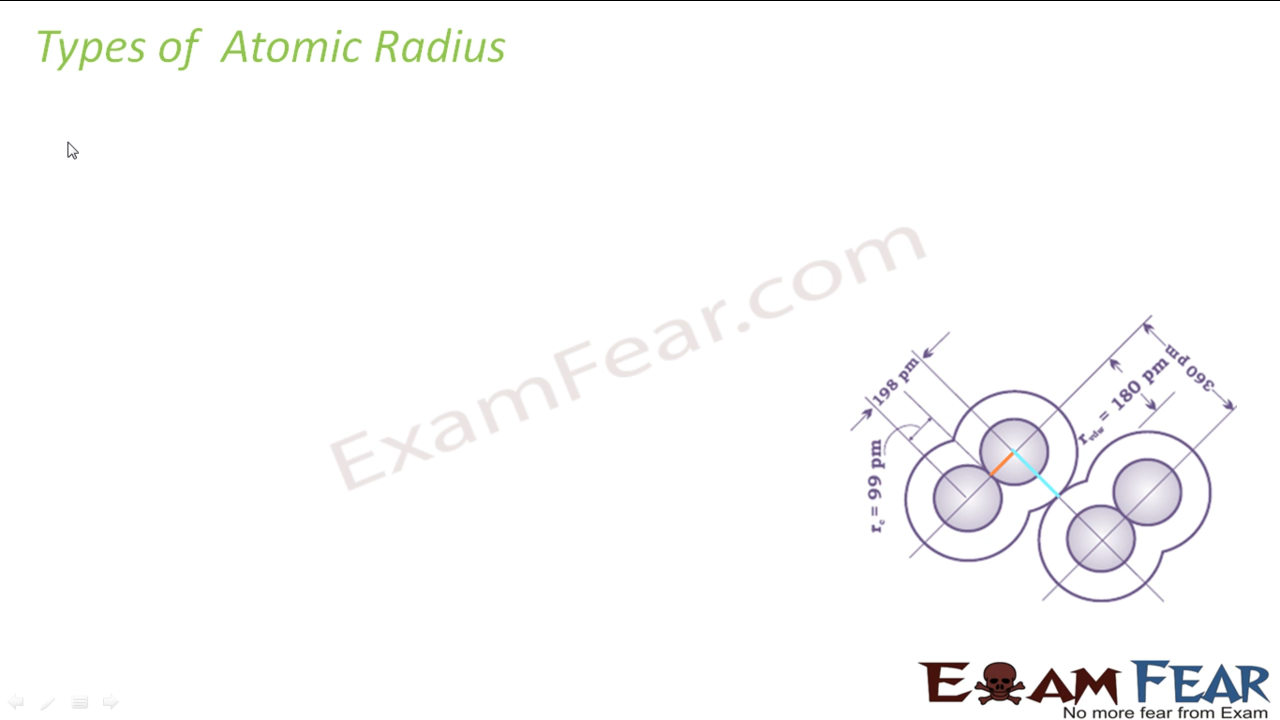 Types of Atomic Radius
ExamFear.com
198 pm
r_c = 99 pm
r_vdw = 180 pm
360 pm
EXAM FEAR
No more fear from Exam